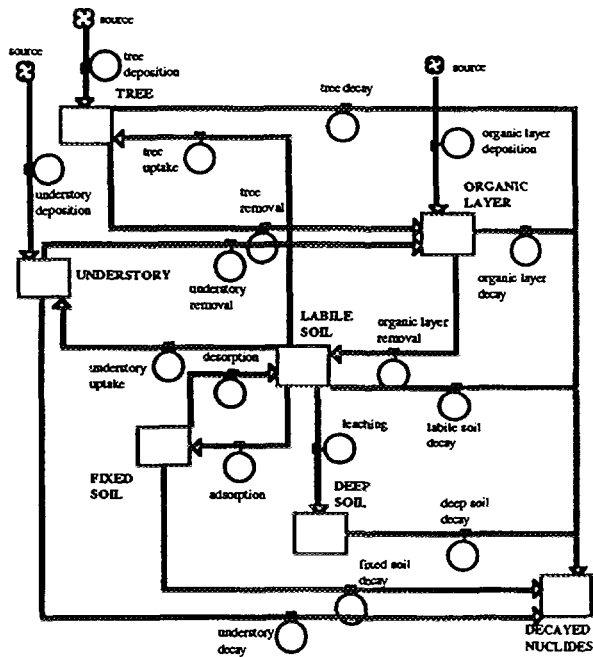 source
source
tree
deposition
TREE
source
tree decay
organic layer
deposition
tree
uptake
understory
deposition
tree
removal
ORGANIC
LAYER
UNDERSTORY
understory
removal
organic layer
decay
LABILE
SOIL
organic layer
removal
understory
uptake
desorption
labile soil
decay
leaching
FIXED
SOIL
adsorption
DEEP
SOIL
deep soil
decay
fixed soil
decay
understory
decay
DECAYED
NUCLIDES